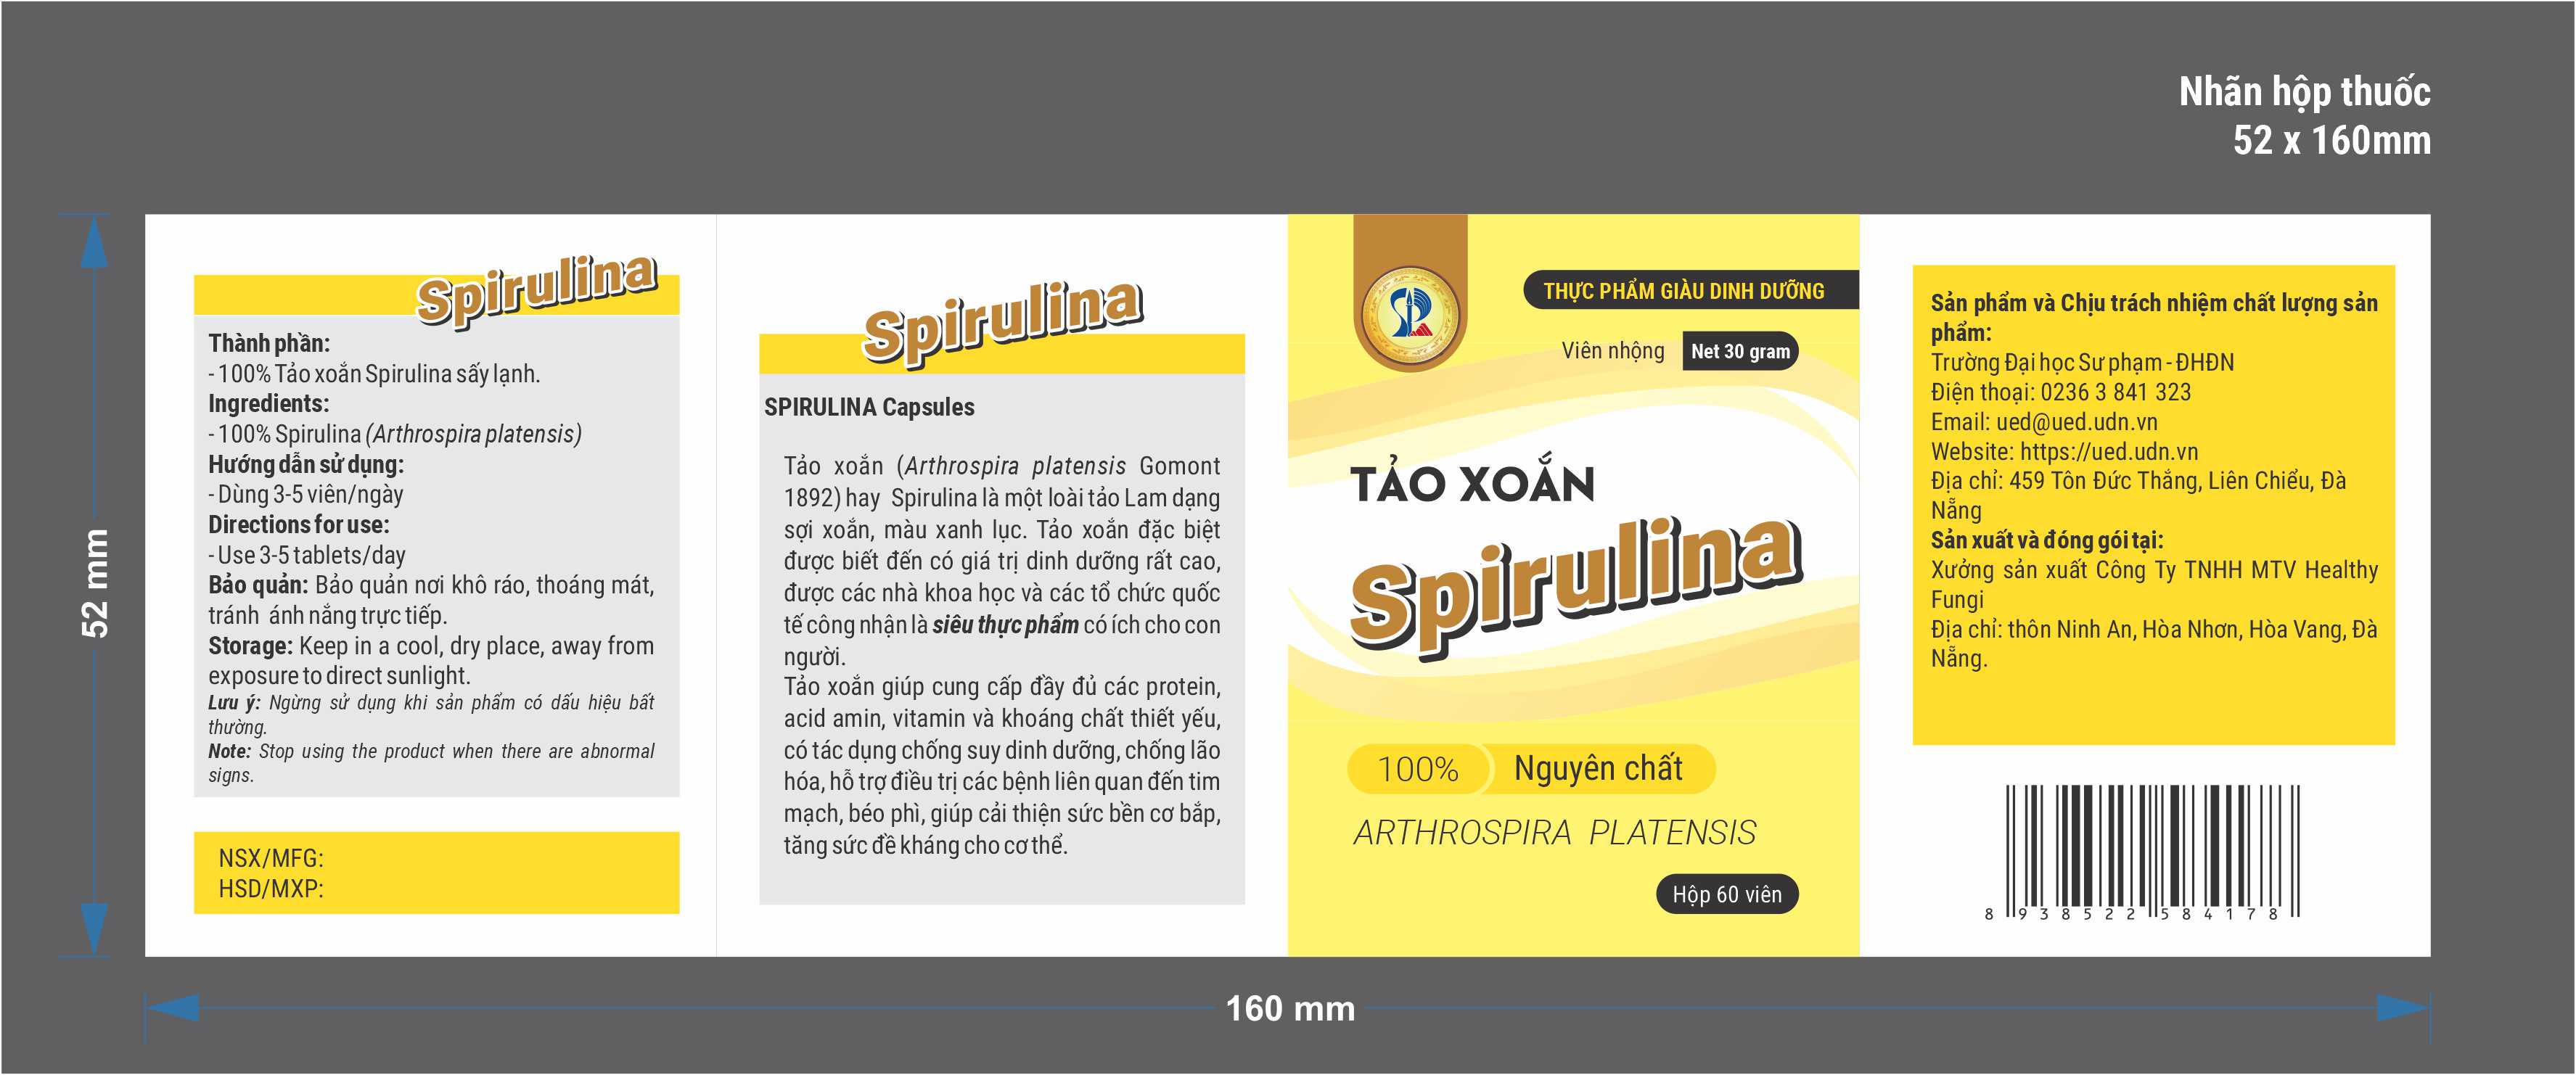 Nhãn hộp thuốc
52 x 160mm
52 mm
Spirulina
Thành phần:
- 100% Tảo xoắn Spirulina sấy lạnh.
Ingredients:
- 100% Spirulina (Arthrospira platensis)
Hướng dẫn sử dụng:
- Dùng 3-5 viên/ngày
Directions for use:
- Use 3-5 tablets/day
Bảo quản: Bảo quản nơi khô ráo, thoáng mát,
tránh ánh nắng trực tiếp.
Storage: Keep in a cool, dry place, away from
exposure to direct sunlight.
Lưu ý: Ngừng sử dụng khi sản phẩm có dấu hiệu bất
thường.
Note: Stop using the product when there are abnormal
signs.
NSX/MFG:
HSD/MXP:
Spirulina
SPIRULINA Capsules
Tảo xoắn (Arthrospira platensis Gomont
1892) hay Spirulina là một loài tảo Lam dạng
sợi xoắn, màu xanh lục. Tảo xoắn đặc biệt
được biết đến có giá trị dinh dưỡng rất cao,
được các nhà khoa học và các tổ chức quốc
tế công nhận là siêu thực phẩm có ích cho con
người.
Tảo xoắn giúp cung cấp đầy đủ các protein,
acid amin, vitamin và khoáng chất thiết yếu,
có tác dụng chống suy dinh dưỡng, chống lão
hóa, hỗ trợ điều trị các bệnh liên quan đến tim
mạch, béo phì, giúp cải thiện sức bền cơ bắp,
tăng sức đề kháng cho cơ thể.
THỰC PHẨM GIÀU DINH DƯỠNG
Viên nhộng Net 30 gram
TẢO XOẮN
Spirulina
100% Nguyên chất
ARTHROSPIRA PLATENSIS
Hộp 60 viên
Sản phẩm và Chịu trách nhiệm chất lượng sản
phẩm:
Trường Đại học Sư phạm - ĐHĐN
Điện thoại: 0236 3 841 323
Email: ued@ued.udn.vn
Website: https://ued.udn.vn
Địa chỉ: 459 Tôn Đức Thắng, Liên Chiểu, Đà
Nẵng
Sản xuất và đóng gói tại:
Xưởng sản xuất Công Ty TNHH MTV Healthy
Fungi
Địa chỉ: thôn Ninh An, Hòa Nhơn, Hòa Vang, Đà
Nẵng.
8 938522 584178
160 mm